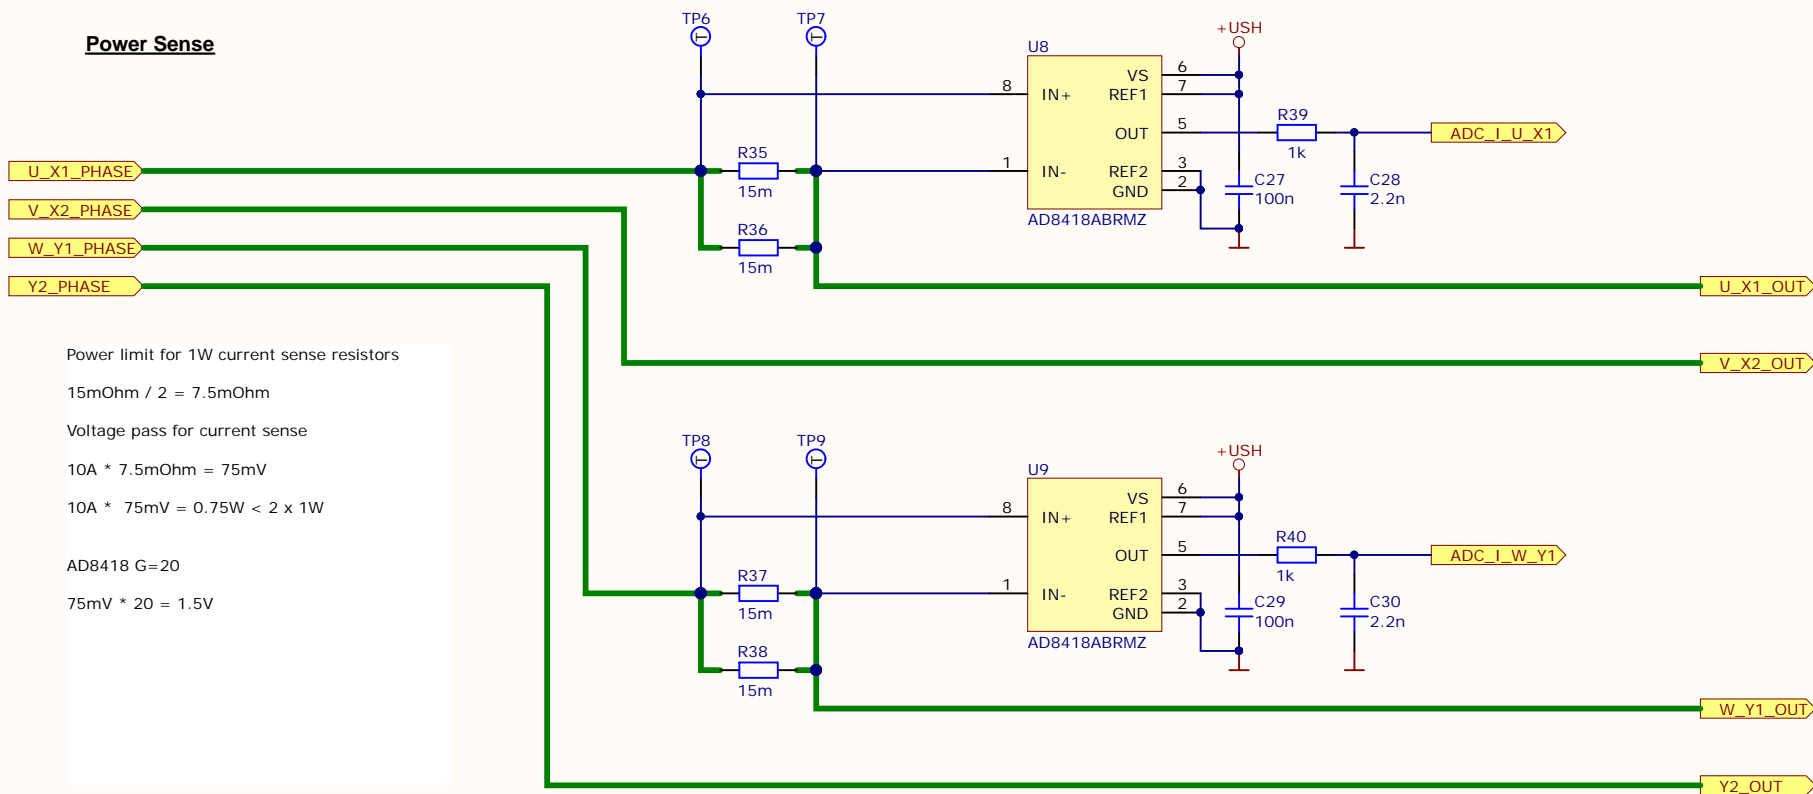 Power Sense
TP6
TP7
+USH
U8
VS
6
8
IN+
REF1
7
OUT
5
R39
1k
ADC_I_U_X1
U_X1_PHASE
R35
15m
1
IN-
REF2
3
GND
2
C27
100n
C28
2.2n
AD8418ABRMZ
V_X2_PHASE
R36
15m
W_Y1_PHASE
Y2_PHASE
U_X1_OUT
V_X2_OUT
Power limit for 1W current sense resistors
15mOhm / 2 = 7.5mOhm
Voltage pass for current sense
10A * 7.5mOhm = 75mV
10A *  75mV = 0.75W < 2 x 1W
AD8418 G=20
75mV * 20 = 1.5V
TP8
TP9
+USH
U9
VS
6
8
IN+
REF1
7
OUT
5
R40
1k
ADC_I_W_Y1
R37
15m
1
IN-
REF2
3
GND
2
C29
100n
C30
2.2n
AD8418ABRMZ
R38
15m
W_Y1_OUT
Y2_OUT